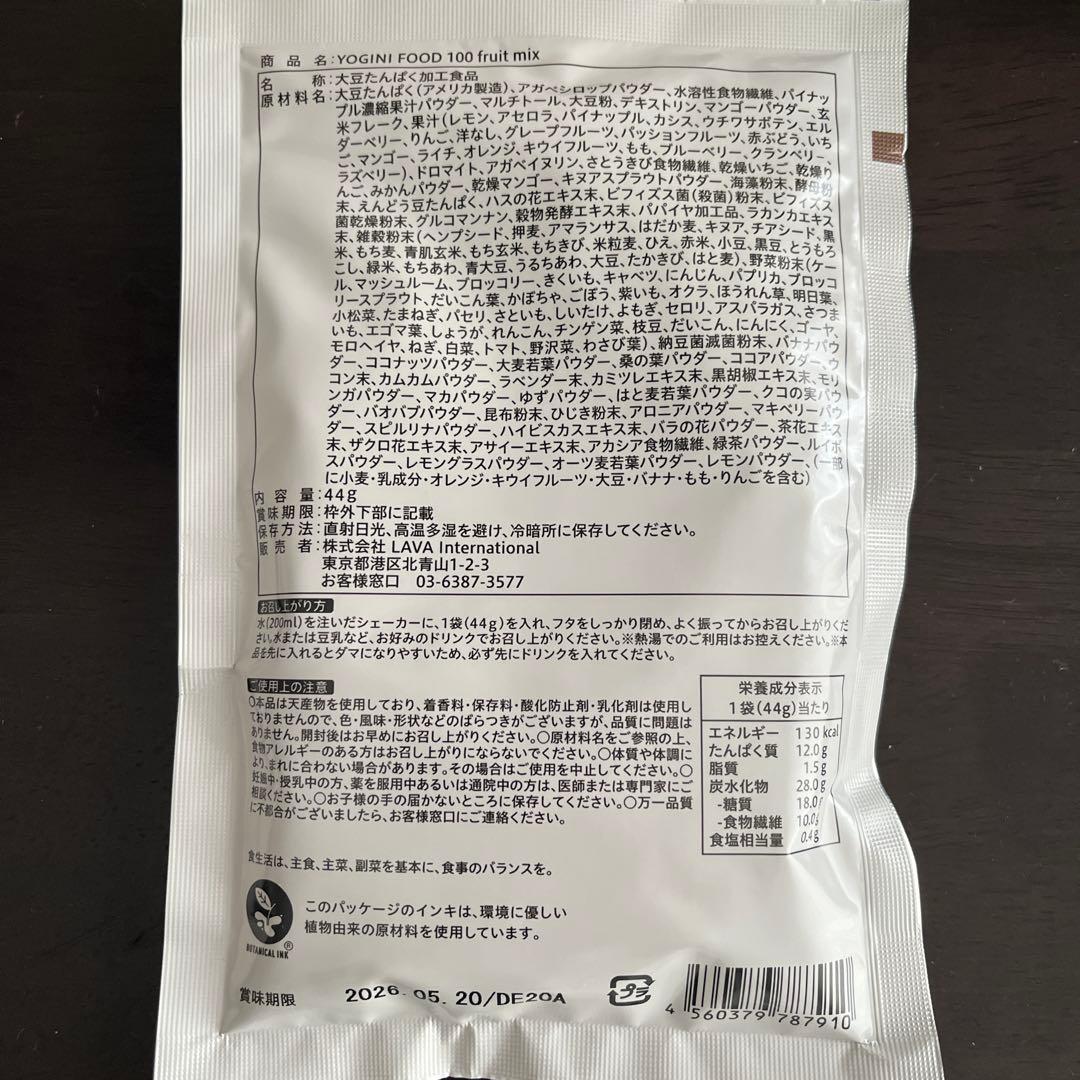 商品名:YOGINI FOOD 100 fruit mix
名称:大豆たんぱく加工食品
原材料名:大豆たんぱく(アメリカ製造)、アガベシロップパウダー、水溶性食物繊維、パイナッ
プル濃縮果汁パウダー、マルチトール、大豆粉、デキストリン、マンゴーパウダー、玄
米フレーク、果汁(レモン、アセロラ、パイナップル、カシス、ウチワサボテン、エル
ダーベリー、りんご、洋なし、グレープフルーツ、パッションフルーツ、赤ぶどう、いち
ご、マンゴー、ライチ、オレンジ、キウイフルーツ、もも、ブルーベリー、クランベリー、
ラズベリー)、ドロマイト、アガベイヌリン、さとうきび食物繊維、乾燥いちご、乾燥り
んご、みかんパウダー、乾燥マンゴー、キヌアスプラウトパウダー、海藻粉末、酵母粉
末、えんどう豆たんぱく、ハスの花エキス末、ビフィズス菌(殺菌)粉末、ビフィズス
菌乾燥粉末、グルコマンナン、穀物発酵エキス末、パパイヤ加工品、ラカンカエキス
末、雑穀粉末(ヘンプシード、押麦、アマランサス、はだか麦、キヌア、チアシード、黒
米、もち麦、青肌玄米、もち玄米、もちきび、米粒麦、ひえ、赤米、小豆、黒豆、とうもろ
こし、緑米、もちあわ、青大豆、うるちあわ、大豆、たかきび、はと麦)、野菜粉末(ケー
ル、マッシュルーム、ブロッコリー、きくいも、キャベツ、にんじん、パプリカ、ブロッコ
リースプラウト、だいこん葉、かぼちゃ、ごぼう、紫いも、オクラ、ほうれん草、明日葉、
小松菜、たまねぎ、パセリ、さといも、しいたけ、よもぎ、セロリ、アスパラガス、さつま
いも、エゴマ葉、しょうが、れんこん、チンゲン菜、枝豆、だいこん、にんにく、ゴーヤ、
モロヘイヤ、ねぎ、白菜、トマト、野沢菜、わさび葉)、納豆菌滅菌粉末、バナナパウ
ダー、ココナッツパウダー、大麦若葉パウダー、桑の葉パウダー、ココアパウダー、ウ
コン末、カムカムパウダー、ラベンダー末、カミツレエキス末、黒胡椒エキス末、モリ
ンガパウダー、マカパウダー、ゆずパウダー、はと麦若葉パウダー、クコの実パウ
ダー、バオバブパウダー、昆布粉末、ひじき粉末、アロニアパウダー、マキベリーパウ
ダー、スピルリナパウダー、ハイビスカスエキス末、バラの花パウダー、茶花エキス
末、ザクロ花エキス末、アサイーエキス末、アカシア食物繊維、緑茶パウダー、ルイボ
スパウダー、レモングラスパウダー、オーツ麦若葉パウダー、レモンパウダー、(一部
に小麦・乳成分・オレンジ・キウイフルーツ・大豆・バナナ・もも・りんごを含む)
内容量:44g
賞味期限:枠外下部に記載
保存方法:直射日光、高温多湿を避け、冷暗所に保存してください。
販売者:株式会社 LAVA International
東京都港区北青山1-2-3
お客様窓口 03-6387-3577
お召し上がり方
水(200ml)を注いだシェーカーに、1袋(44g)を入れ、フタをしっかり閉め、よく振ってからお召し上がりくだ
さい。水または豆乳など、お好みのドリンクでお召し上がりください。※熱湯でのご利用はお控えください。※本
品を先に入れるとダマになりやすいため、必ず先にドリンクを入れてください。
ご使用上の注意
〇本品は天産物を使用しており、着香料・保存料・酸化防止剤・乳化剤は使用し
ておりませんので、色・風味・形状などのばらつきがございますが、品質に問題は
ありません。開封後はお早めにお召し上がりください。〇原材料名をご参照の上、
食物アレルギーのある方はお召し上がりにならないでください。〇体質や体調に
より、まれに合わない場合があります。その場合はご使用を中止してください。〇
妊娠中・授乳中の方、薬を服用中あるいは通院中の方は、医師または専門家にご
相談ください。〇お子様の手の届かないところに保存してください。〇万一品質
に不都合がございましたら、お客様窓口にご連絡ください。
栄養成分表示
1袋(44g)当たり
エネルギー 130 kcal
たんぱく質 12.0g
脂質 1.5g
炭水化物 28.0g
-糖質 18.0g
-食物繊維 10.0g
食塩相当量 0.4g
食生活は、主食、主菜、副菜を基本に、食事のバランスを。
このパッケージのインキは、環境に優しい
植物由来の原材料を使用しています。
BOTANICAL INK®
賞味期限 2026.05.20/DE20A
プラ
4 560379 787910